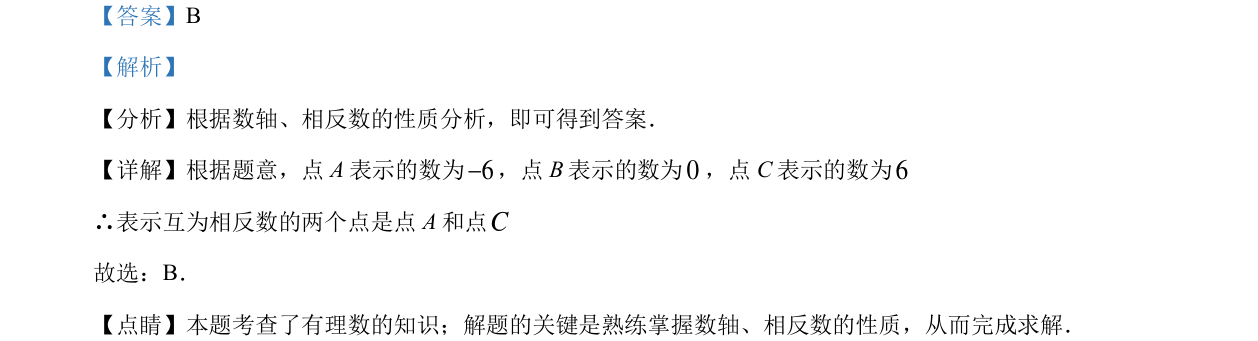 【答案】B
【解析】
【分析】根据数轴、相反数的性质分析，即可得到答案．
【详解】根据题意，点 A 表示的数为−6，点 B 表示的数为0，点 C 表示的数为6
∴表示互为相反数的两个点是点 A 和点C
故选：B．
【点睛】本题考查了有理数的知识；解题的关键是熟练掌握数轴、相反数的性质，从而完成求解．